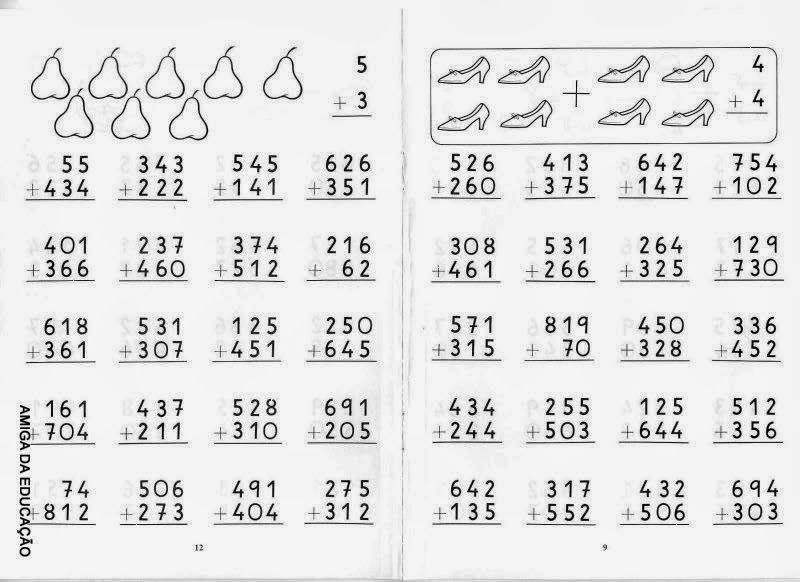 5
+ 3
55 343 545 626
+434 +222 +141 +351
401 237 374 216
+366 +460 +512 + 62
618 531 125 250
+361 +307 +451 +645
161 437 528 691
+704 +211 +310 +205
74 506 491 275
+812 +273 +404 +312
12
AMIGA DA EDUCAÇÃO
+
4
+ 4
526 413 642 754
+260 +375 +147 +102
308 531 264 129
+461 +266 +325 +730
571 819 450 336
+315 + 70 +328 +452
434 255 125 512
+244 +503 +644 +356
642 317 432 694
+135 +552 +506 +303
9